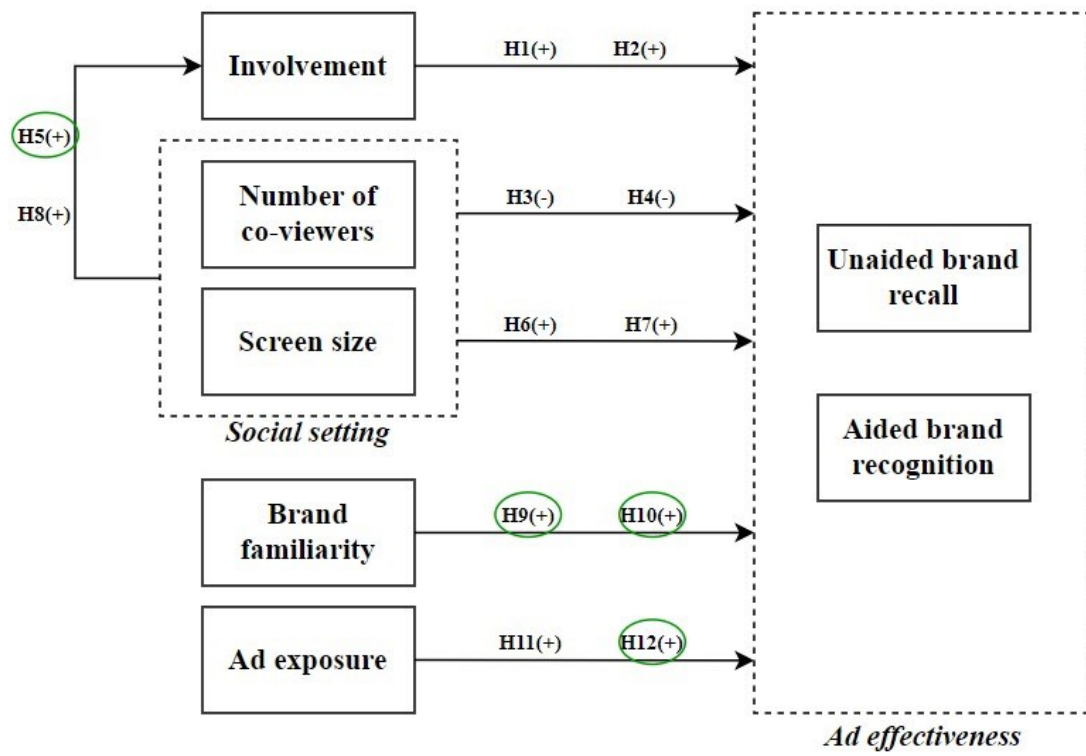 Involvement
H1(+) H2(+)
H5(+)
H8(+)
Number of
co-viewers
H3(-) H4(-)
Screen size
H6(+) H7(+)
Social setting
Unaided brand
recall
Aided brand
recognition
Brand
familiarity
H9(+) H10(+)
Ad exposure
H11(+) H12(+)
Ad effectiveness